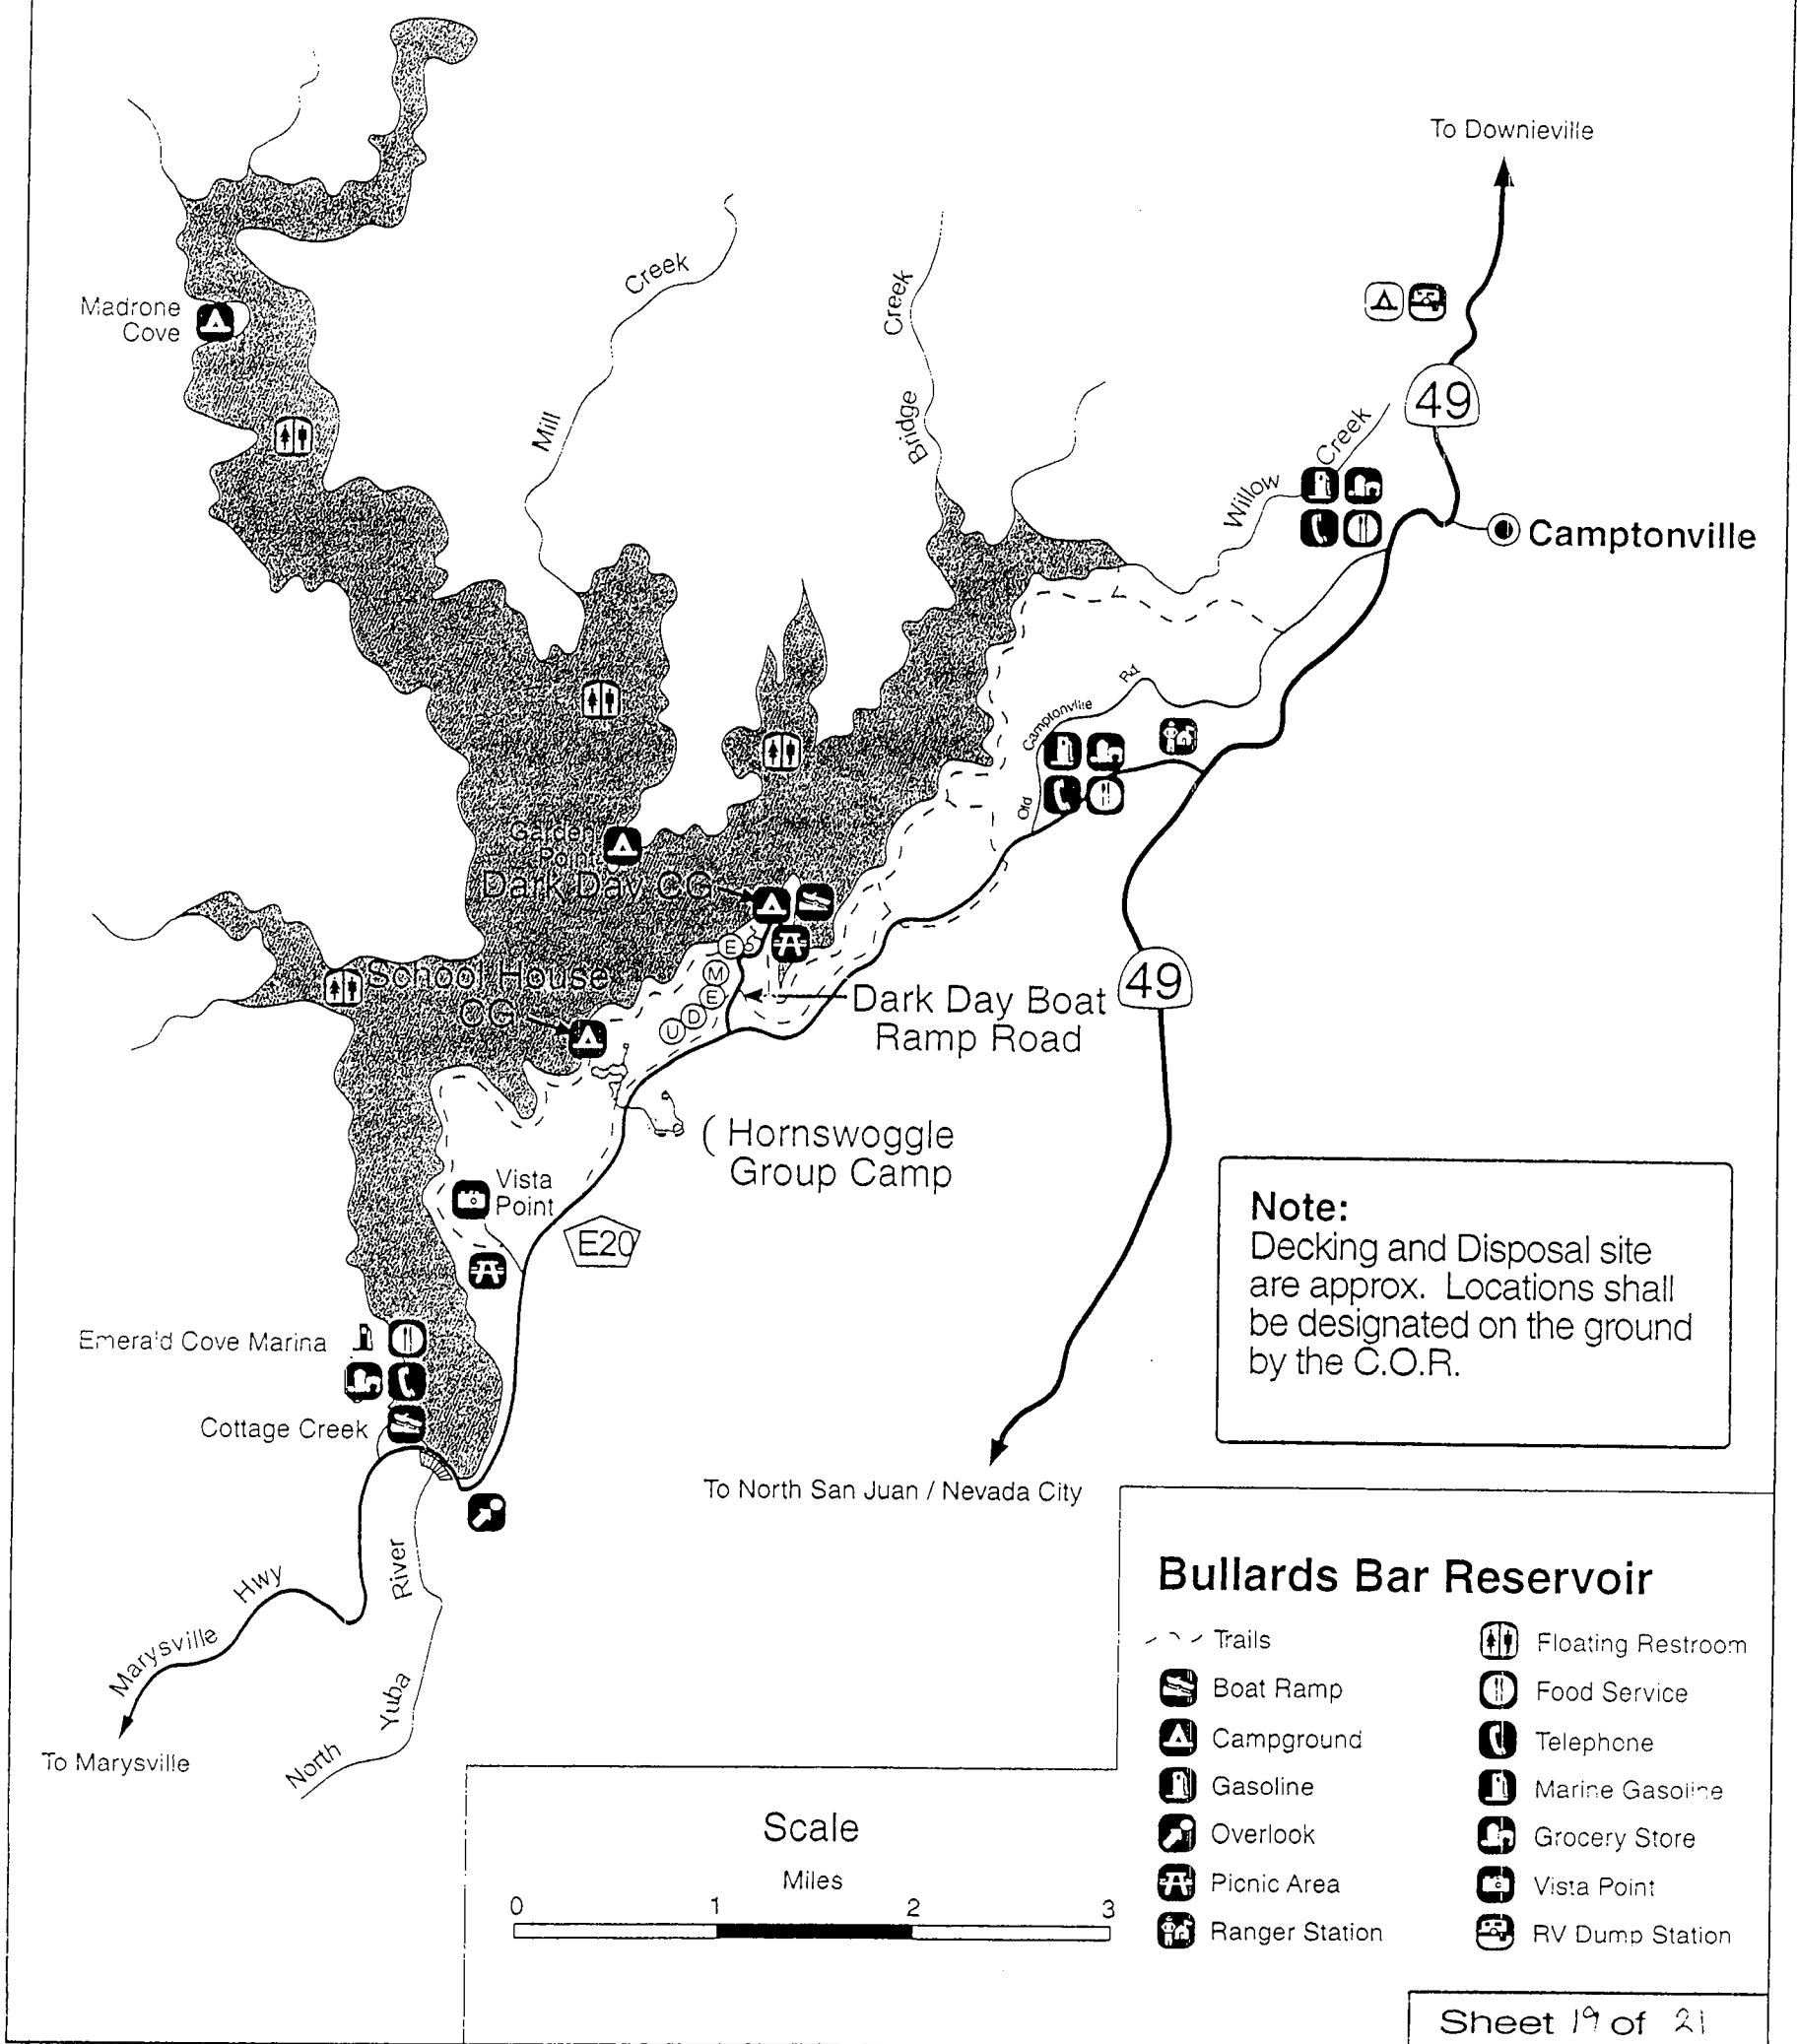 To Downieville
Madrone
Cove
Mill
Creek
Bridge
Creek
Willow
Creek
49
Camptonville
Old
Camptonville
Rd
Garden
Point
Dark Day CG
School House
CG
E
M
E
D
U
Dark Day Boat
Ramp Road
49
( Hornswoggle
Group Camp
Vista
Point
E20
Note:
Decking and Disposal site
are approx. Locations shall
be designated on the ground
by the C.O.R.
Emerald Cove Marina
Cottage Creek
To North San Juan / Nevada City
Marysville Hwy
To Marysville
North Yuba River
Bullards Bar Reservoir
Trails
Boat Ramp
Campground
Gasoline
Overlook
Picnic Area
Ranger Station
Floating Restroom
Food Service
Telephone
Marine Gasoline
Grocery Store
Vista Point
RV Dump Station
Scale
Miles
0 1 2 3
Sheet 19 of 21